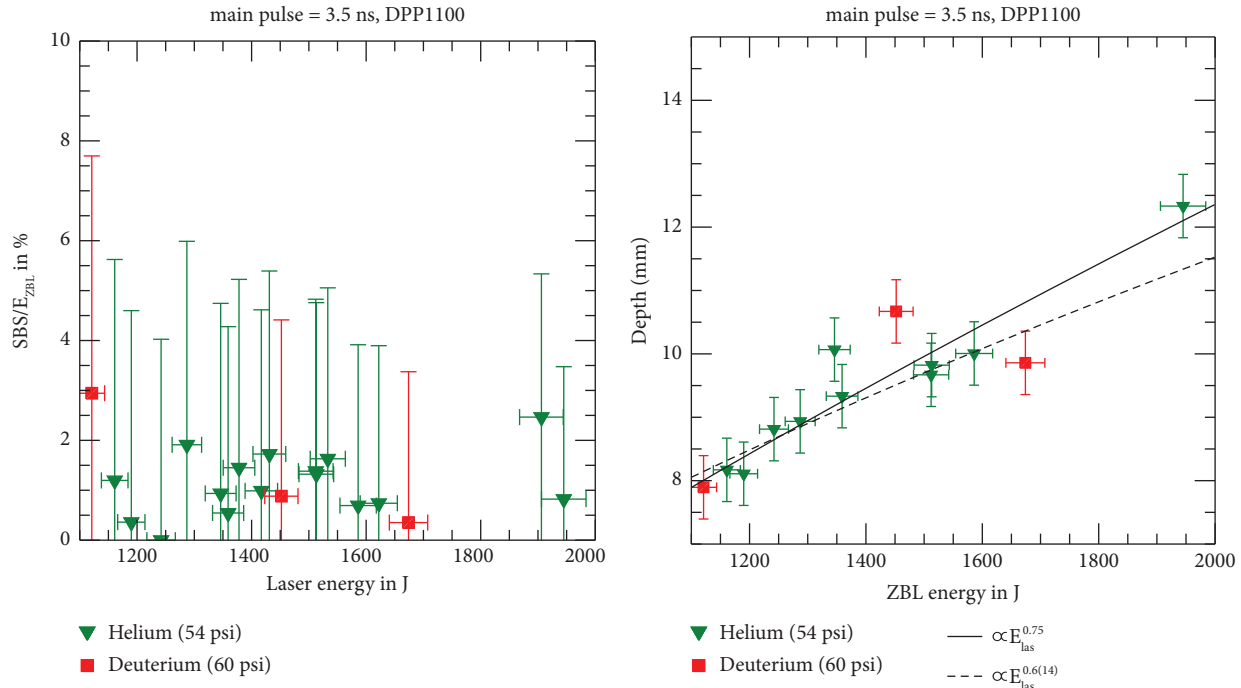 main pulse = 3.5 ns, DPP1100
10
8
6
4
2
0
SBS/E_ZBL in %
1200
1400
1600
1800
2000
Laser energy in J
Helium (54 psi)
Deuterium (60 psi)
main pulse = 3.5 ns, DPP1100
14
12
10
8
Depth (mm)
1200
1400
1600
1800
2000
ZBL energy in J
Helium (54 psi)
Deuterium (60 psi)
∝E_las^0.75
∝E_las^0.6(14)